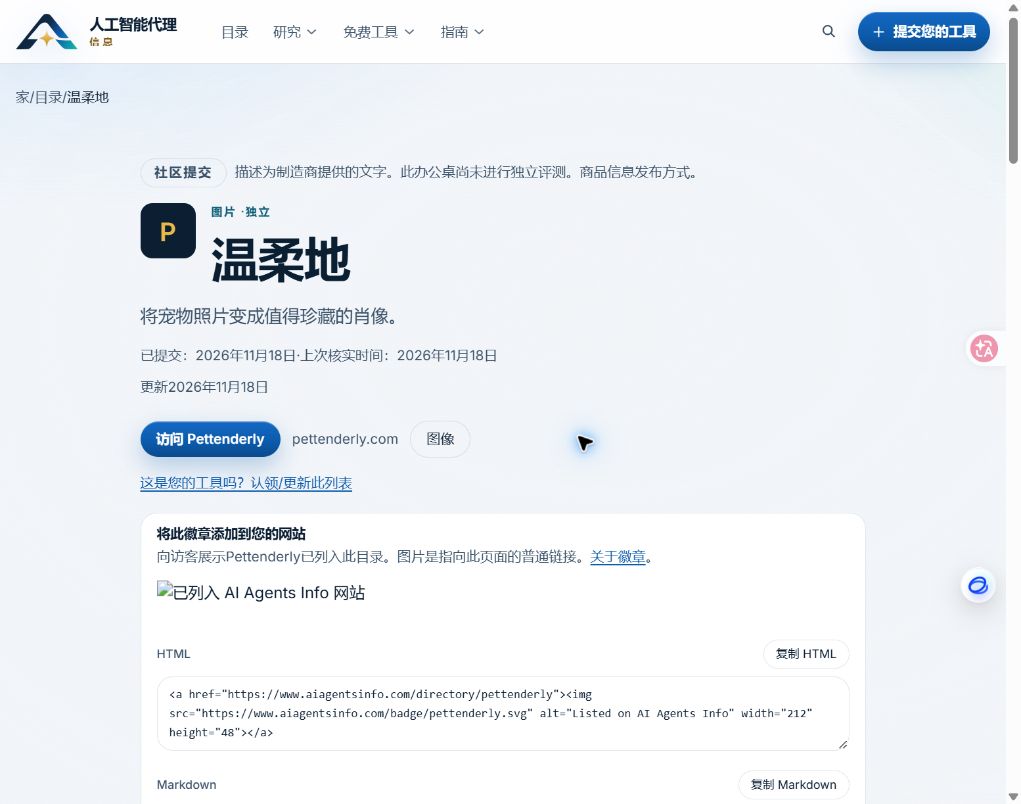 人工智能代理
信息
目录
研究
免费工具
指南
提交您的工具
家/目录/温柔地
社区提交
描述为制造商提供的文字。此办公桌尚未进行独立评测。商品信息发布方式。
P
图片 ·独立
温柔地
将宠物照片变成值得珍藏的肖像。
已提交：2026年11月18日·上次核实时间：2026年11月18日
更新2026年11月18日
访问 Pettenderly
pettenderly.com
图像
这是您的工具吗？认领/更新此列表
将此徽章添加到您的网站
向访客展示Pettenderly已列入此目录。图片是指向此页面的普通链接。关于徽章。
已列入 AI Agents Info 网站
HTML
复制 HTML
<a href="https://www.aiagentsinfo.com/directory/pettenderly"><img
src="https://www.aiagentsinfo.com/badge/pettenderly.svg" alt="Listed on AI Agents Info" width="212"
height="48"></a>
Markdown
复制 Markdown